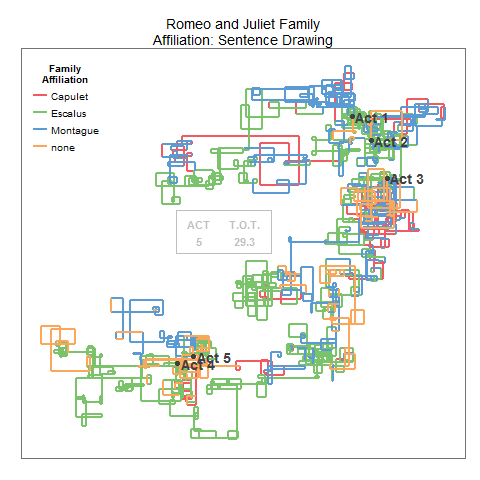 Romeo and Juliet Family
Affiliation: Sentence Drawing
Family
Affiliation
Capulet
Escalus
Montague
none
Act 1
Act 2
Act 3
ACT T.O.T.
5 29.3
Act 5
Act 4